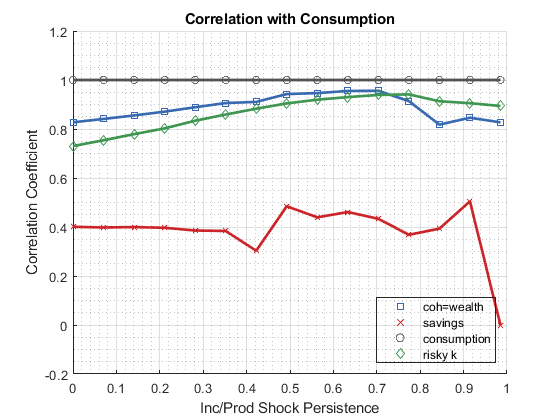 Correlation with Consumption
1.2
1
0.8
0.6
0.4
0.2
0
-0.2
Correlation Coefficient
coh=wealth
savings
consumption
risky k
0 0.1 0.2 0.3 0.4 0.5 0.6 0.7 0.8 0.9 1
Inc/Prod Shock Persistence